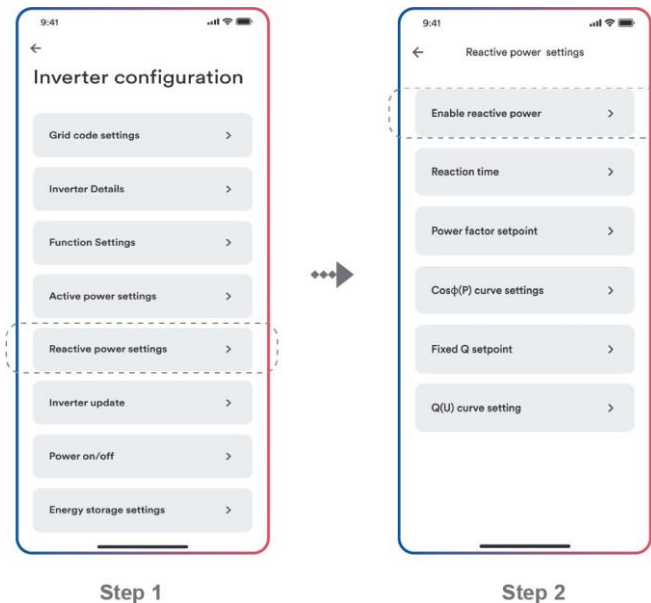 9:41
Inverter configuration
Grid code settings
Inverter Details
Function Settings
Active power settings
Reactive power settings
Inverter update
Power on/off
Energy storage settings
Step 1
9:41
Reactive power settings
Enable reactive power
Reaction time
Power factor setpoint
Cosϕ(P) curve settings
Fixed Q setpoint
Q(U) curve setting
Step 2